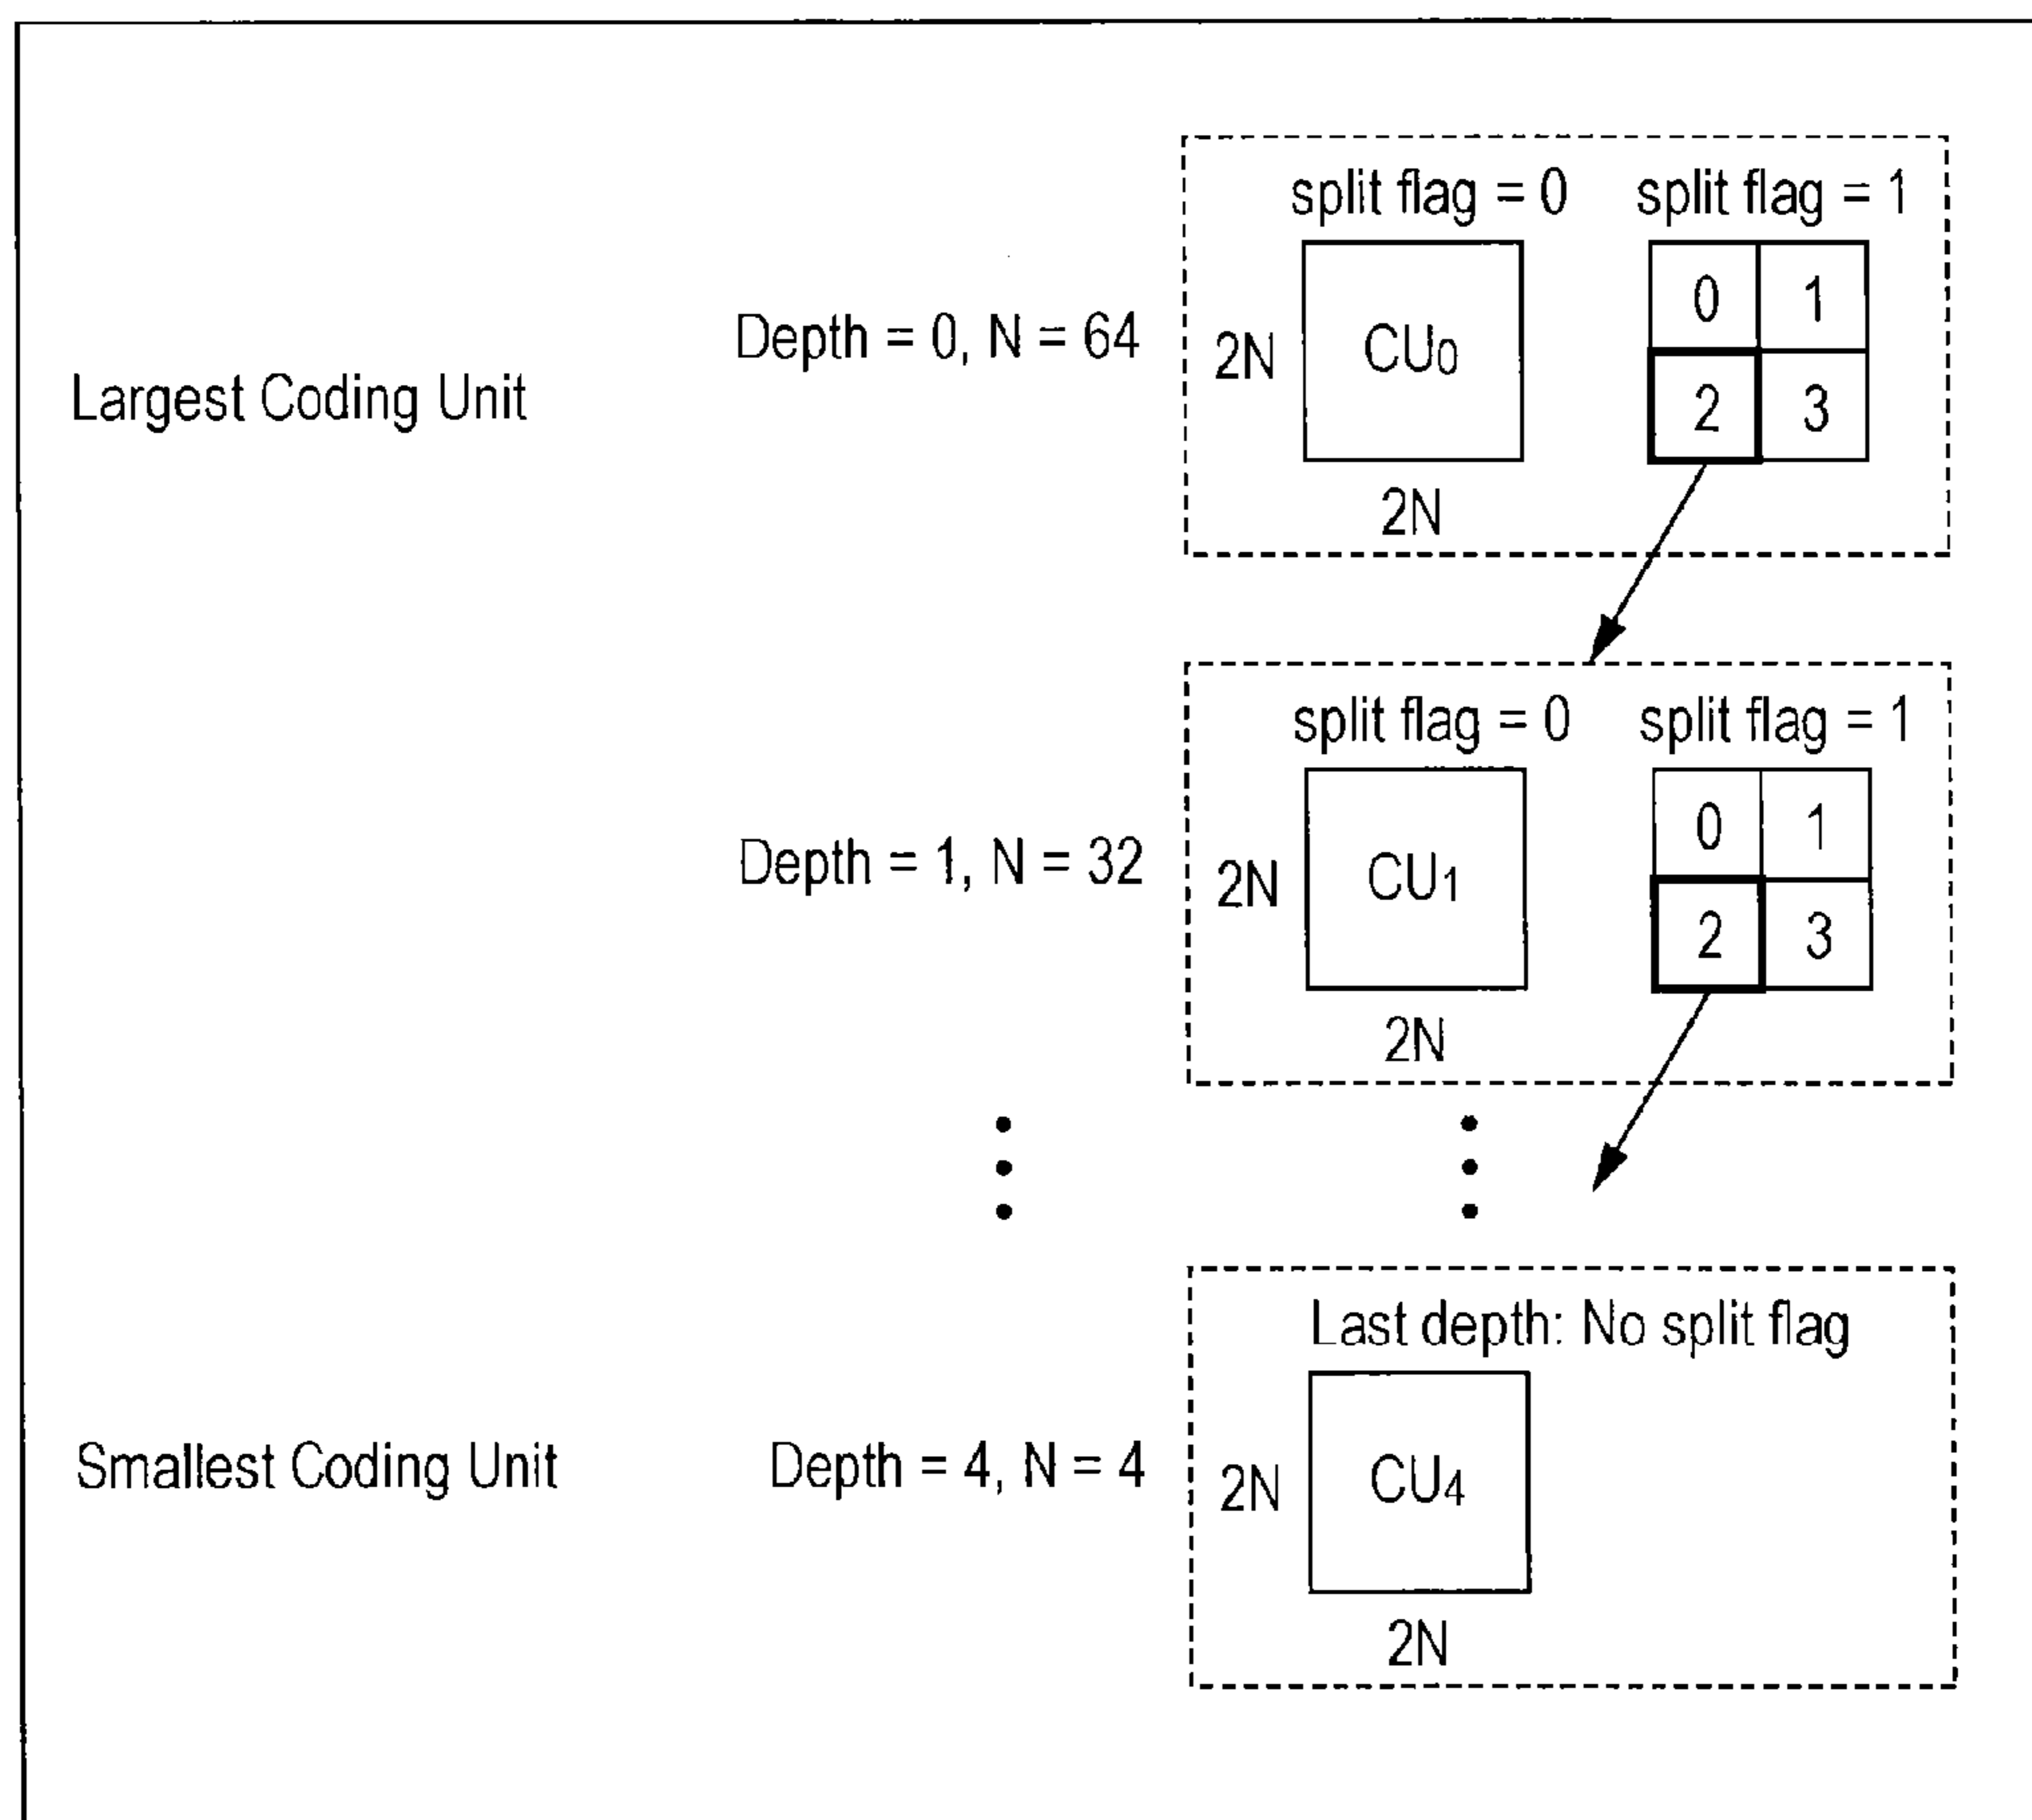 split flag = 0 split flag = 1
0 1
Depth = 0, N = 64 2N CU0
Largest Coding Unit 2 3
2N
split flag = 0 split flag = 1
0 1
Depth = 1, N = 32 2N CU1
2 3
2N
Last depth: No split flag
Smallest Coding Unit Depth = 4, N = 4 2N CU4
2N